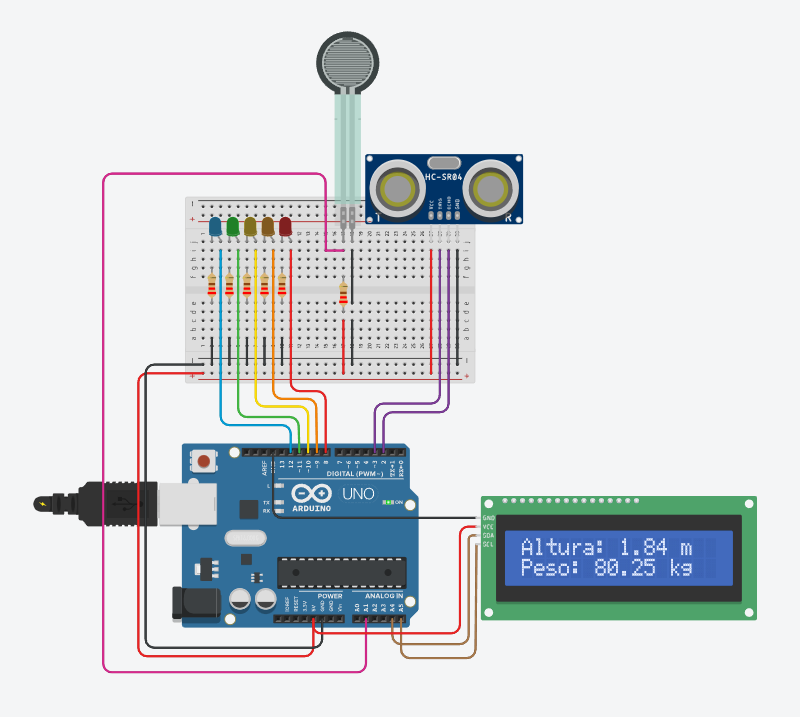 HC-SR04
VCC
TRIG
ECHO
GND
T
R
j
i
h
g
f
e
d
c
b
a
AREF
13
12
~11
~10
~9
8
7
~6
~5
4
~3
2
TX→1
RX←0
DIGITAL (PWM~)
L
TX
RX
UNO
ARDUINO
ON
GND
VCC
SDA
SCL
Altura: 1.84 m
Peso: 80.25 kg
POWER
ANALOG IN
IOREF
RESET
3.3V
5V
GND
GND
Vin
A0
A1
A2
A3
A4
A5